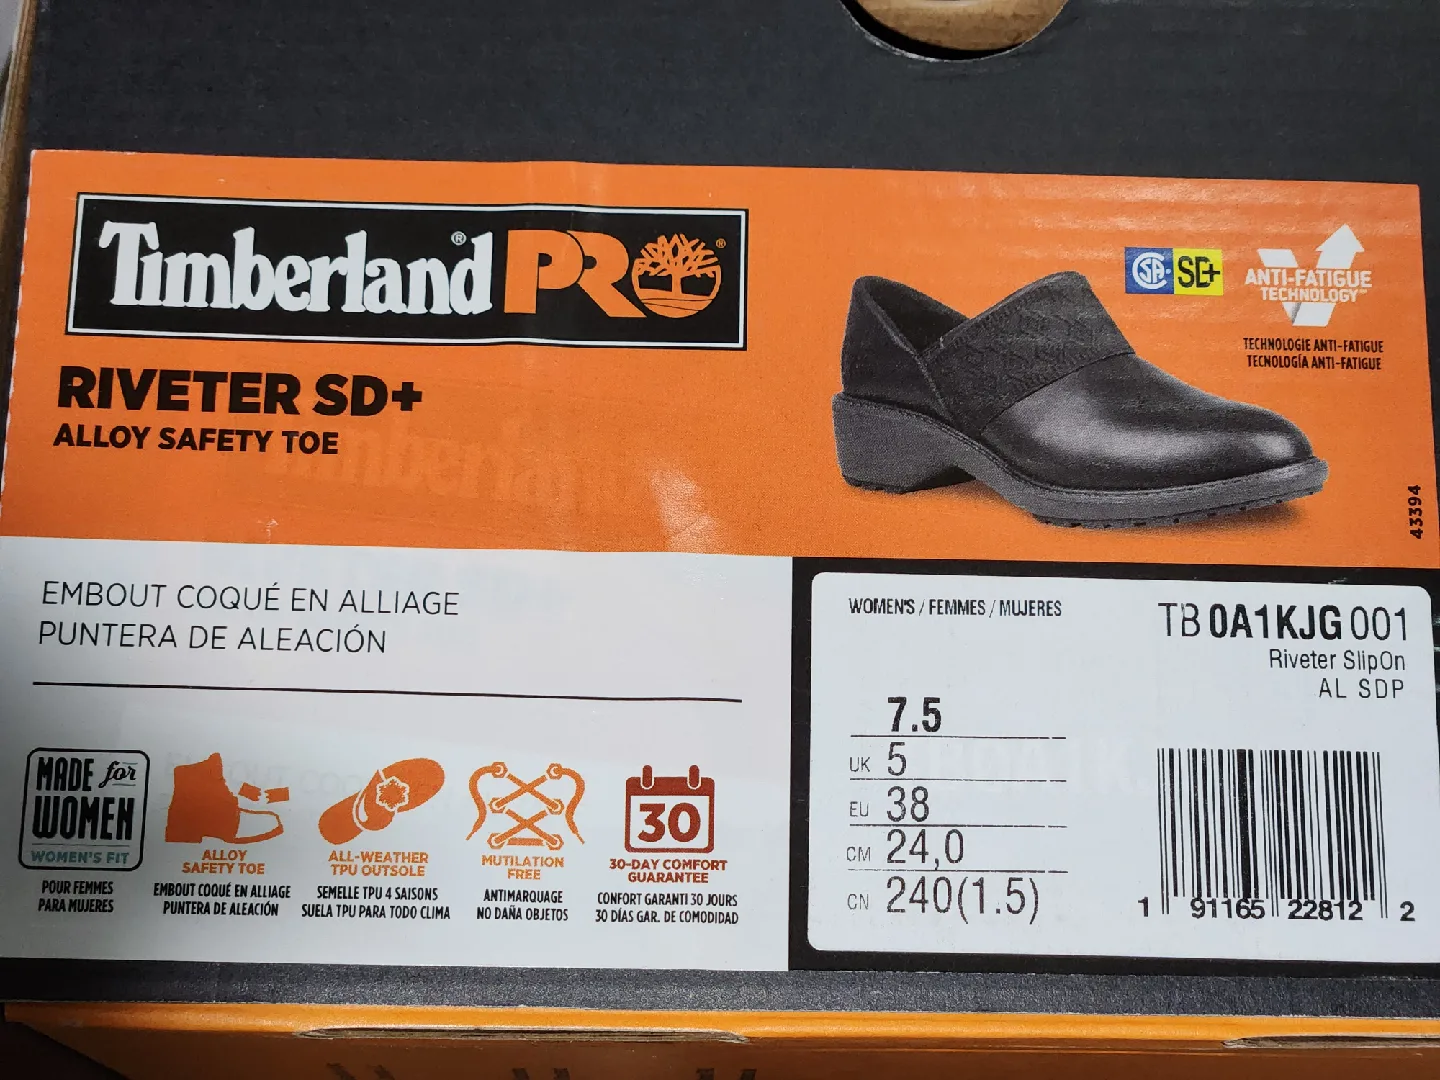 Timberland® PRO®
RIVETER SD+
ALLOY SAFETY TOE
CSA SD+
ANTI-FATIGUE
TECHNOLOGY™
TECHNOLOGIE ANTI-FATIGUE
TECNOLOGÍA ANTI-FATIGUE
43394
EMBOUT COQUÉ EN ALLIAGE
PUNTERA DE ALEACIÓN
MADE for
WOMEN
WOMEN'S FIT
POUR FEMMES
PARA MUJERES
ALLOY
SAFETY TOE
EMBOUT COQUÉ EN ALLIAGE
PUNTERA DE ALEACIÓN
ALL-WEATHER
TPU OUTSOLE
SEMELLE TPU 4 SAISONS
SUELA TPU PARA TODO CLIMA
MUTILATION
FREE
ANTIMARQUAGE
NO DAÑA OBJETOS
30
30-DAY COMFORT
GUARANTEE
CONFORT GARANTI 30 JOURS
30 DÍAS GAR. DE COMODIDAD
WOMEN'S / FEMMES / MUJERES
TB 0A1KJG 001
Riveter SlipOn
AL SDP
7.5
UK 5
EU 38
CM 24,0
CN 240(1.5)
1 91165 22812 2